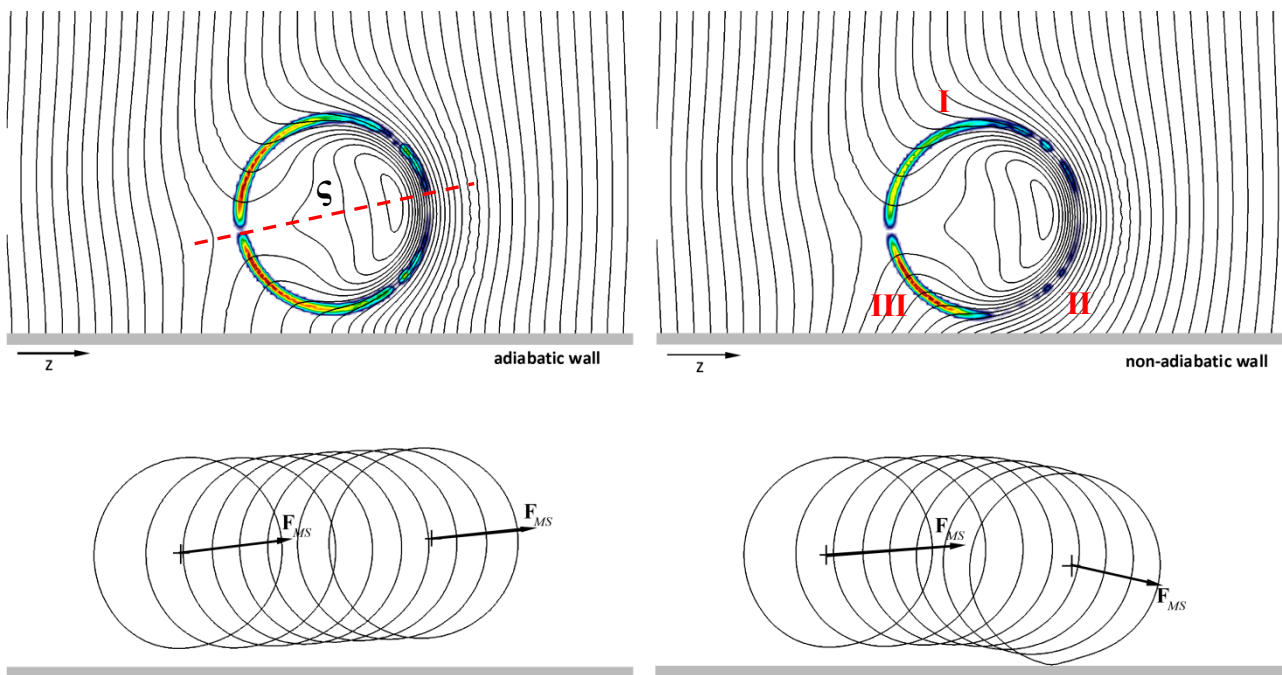 ς
z
adiabatic wall
I
II
III
z
non-adiabatic wall
F_MS
F_MS
F_MS
F_MS